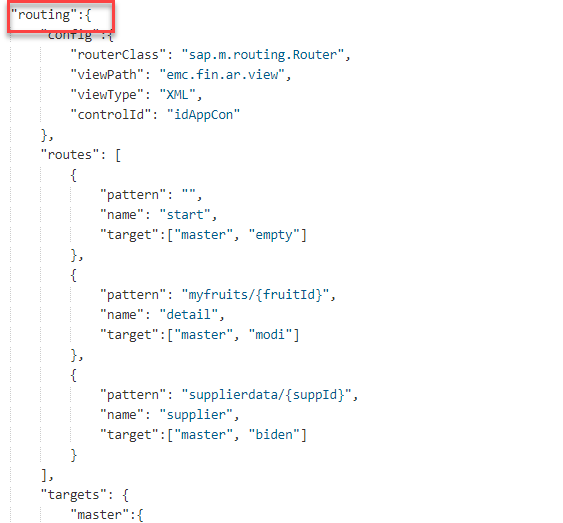 "routing":{
"config":{
"routerClass": "sap.m.routing.Router",
"viewPath": "emc.fin.ar.view",
"viewType": "XML",
"controlId": "idAppCon"
},
"routes": [
{
"pattern": "",
"name": "start",
"target":["master", "empty"]
},
{
"pattern": "myfruits/{fruitId}",
"name": "detail",
"target":["master", "modi"]
},
{
"pattern": "supplierdata/{suppId}",
"name": "supplier",
"target":["master", "biden"]
}
],
"targets": {
"master":{